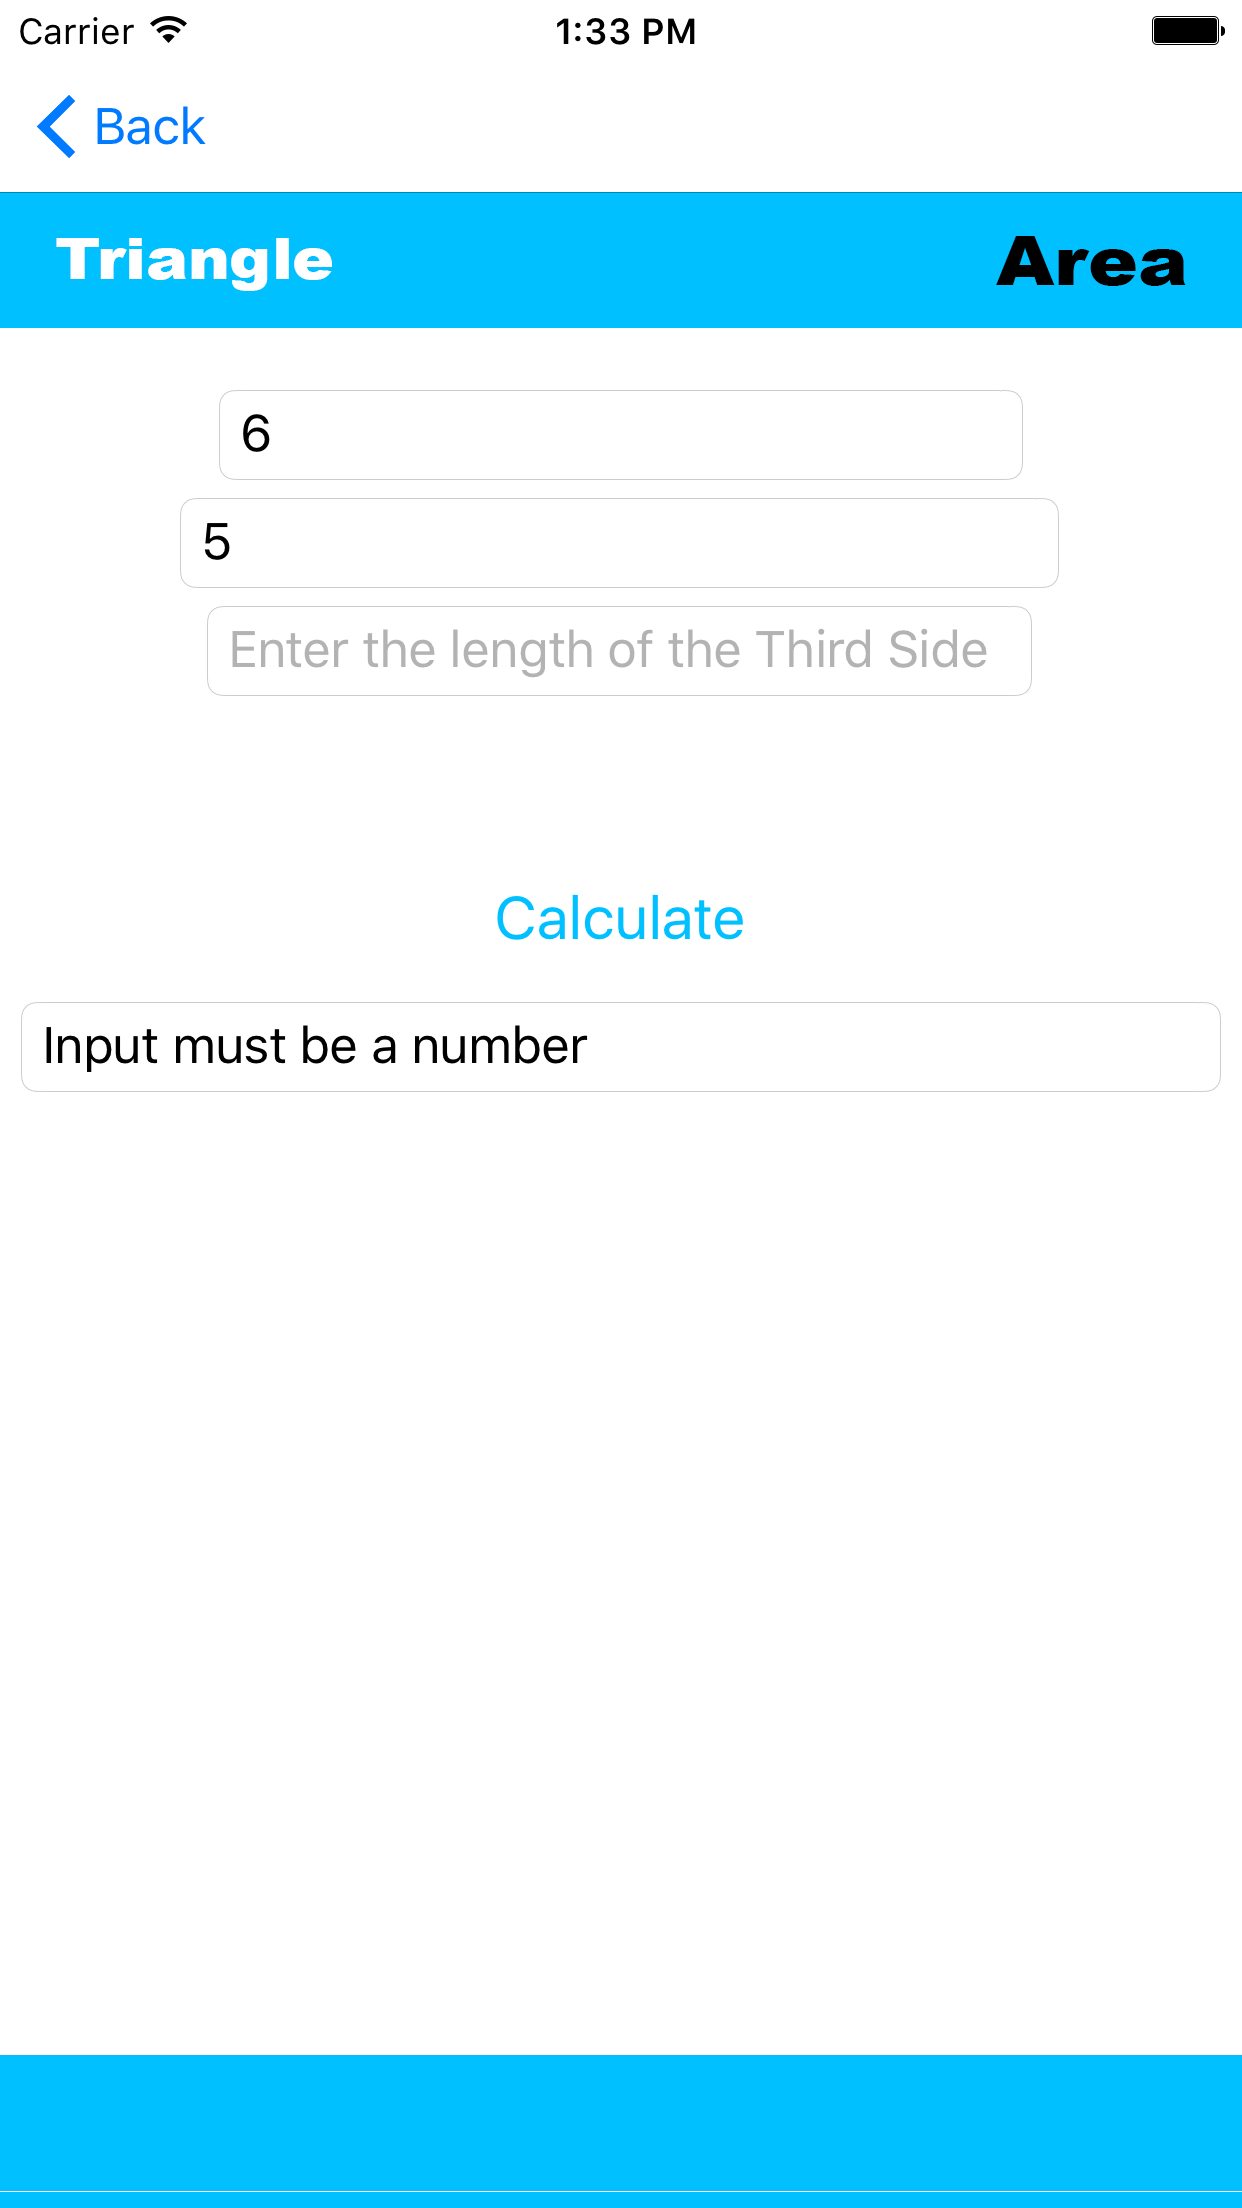 Carrier 1:33 PM
Back
Triangle Area
6
5
Enter the length of the Third Side
Calculate
Input must be a number